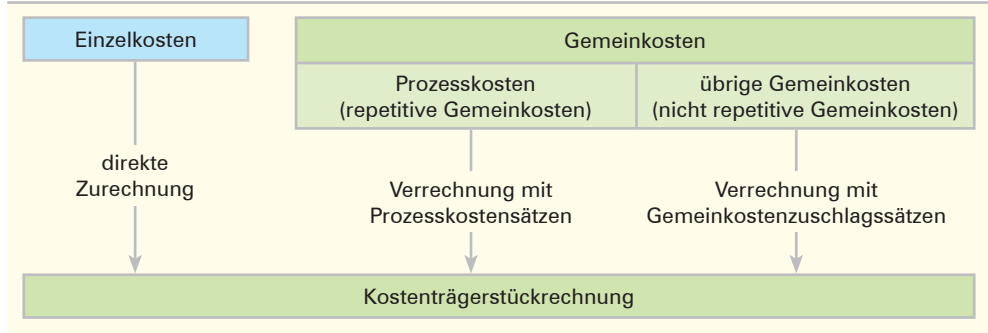 Einzelkosten
Gemeinkosten
Prozesskosten
(repetitive Gemeinkosten)
übrige Gemeinkosten
(nicht repetitive Gemeinkosten)
direkte
Zurechnung
Verrechnung mit
Prozesskostensätzen
Verrechnung mit
Gemeinkostenzuschlagssätzen
Kostenträgerstückrechnung